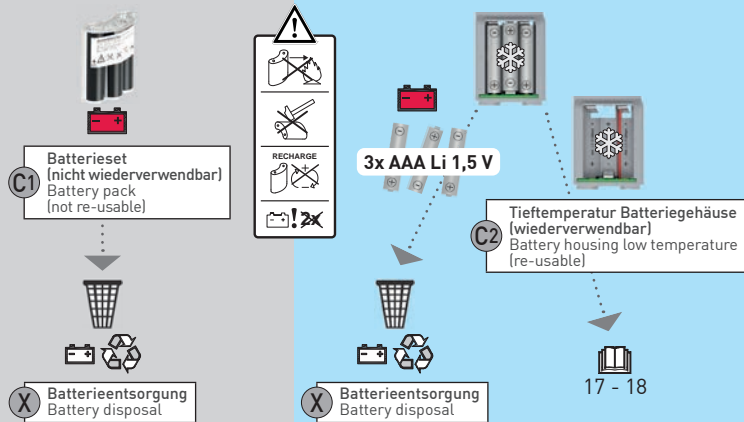 C1
Batterieset
(nicht wiederverwendbar)
Battery pack
(not re-usable)
X
Batterieentsorgung
Battery disposal
RECHARGE
2x
3x AAA Li 1,5 V
C2
Tieftemperatur Batteriegehäuse
(wiederverwendbar)
Battery housing low temperature
(re-usable)
X
Batterieentsorgung
Battery disposal
17 - 18